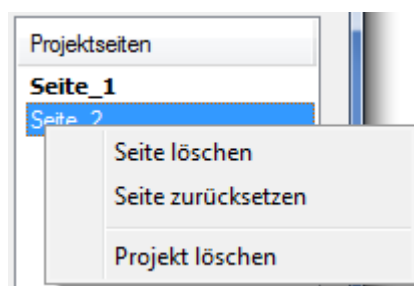 Projektseiten
Seite_1
Seite_2
Seite löschen
Seite zurücksetzen
Projekt löschen